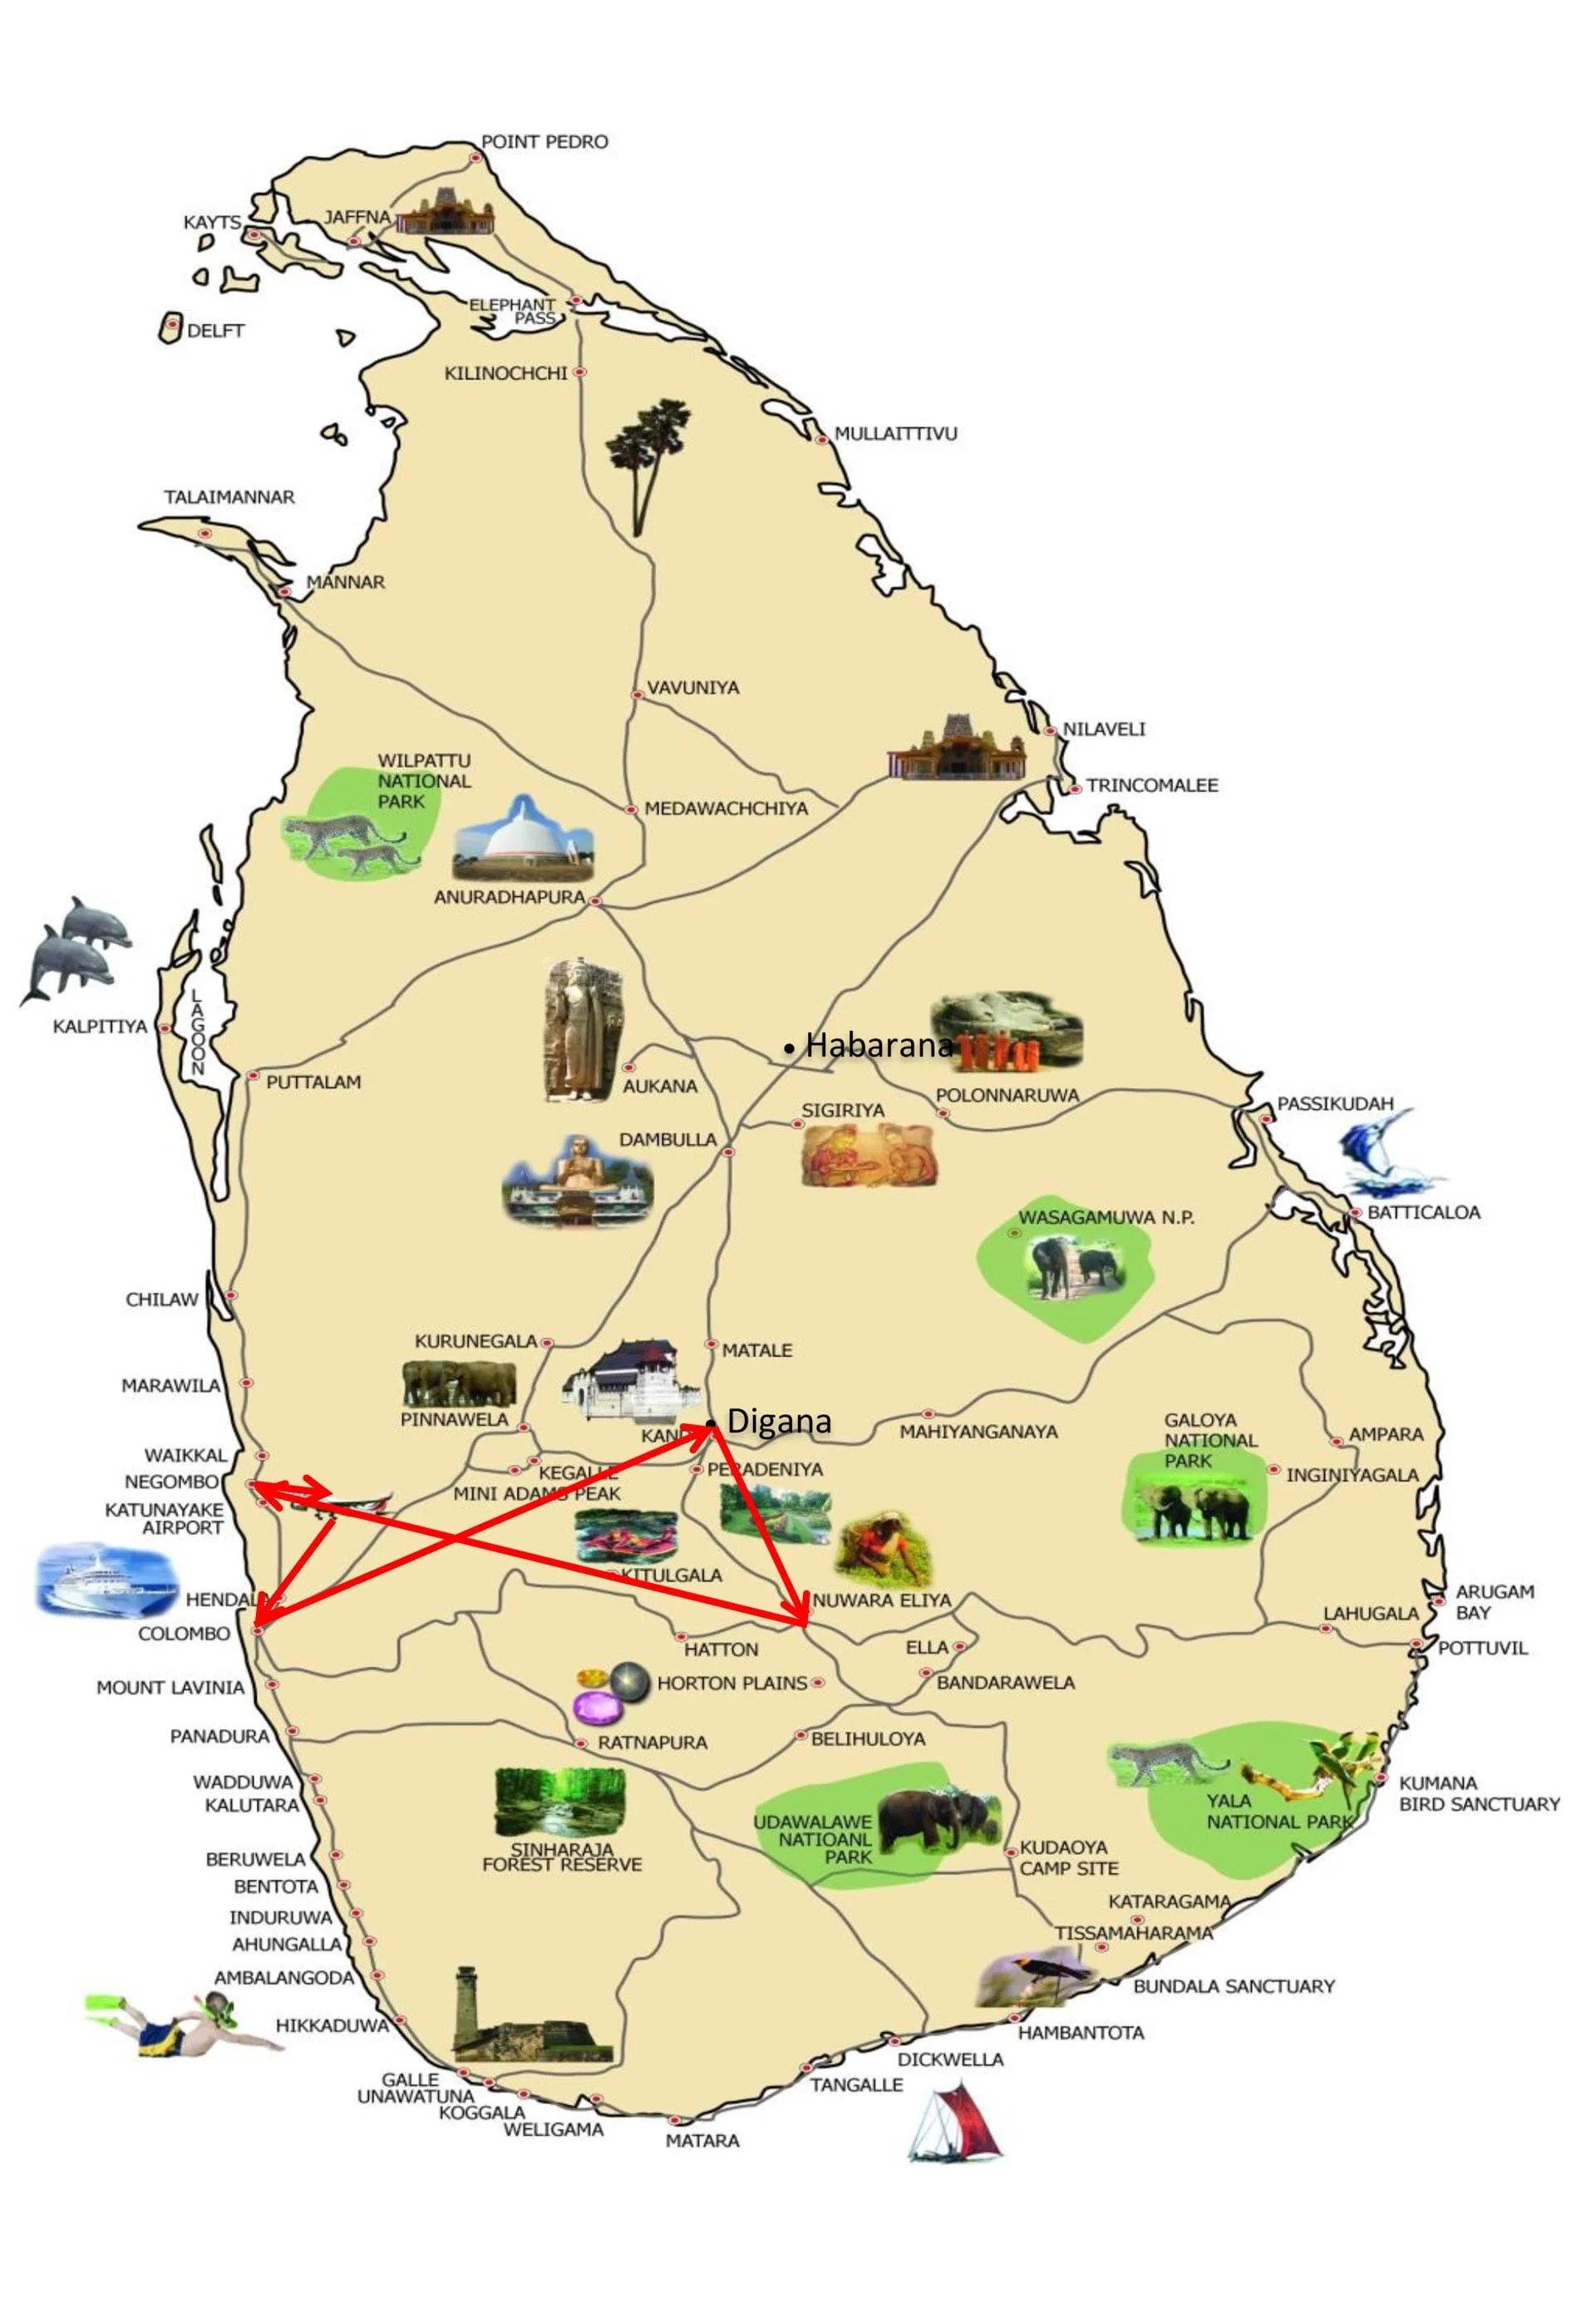 POINT PEDRO
KAYTS
JAFFNA
ELEPHANT
PASS
DELFT
KILINOCHCHI
MULLAITTIVU
TALAIMANNAR
MANNAR
VAVUNIYA
NILAVELI
WILPATTU
NATIONAL
PARK
TRINCOMALEE
MEDAWACHCHIYA
ANURADHAPURA
LAGOON
KALPITIYA
Habarana
AUKANA
PUTTALAM
POLONNARUWA
SIGIRIYA
PASSIKUDAH
DAMBULLA
WASAGAMUWA N.P.
BATTICALOA
CHILAW
KURUNEGALA
MATALE
MARAWILA
PINNAWELA
Digana
KAND
MAHIYANGANAYA
GALOYA
NATIONAL
PARK
AMPARA
WAIKKAL
NEGOMBO
KEGALLE
PERADENIYA
INGINIYAGALA
MINI ADAMS PEAK
KATUNAYAKE
AIRPORT
KITULGALA
HENDALA
NUWARA ELIYA
ARUGAM
BAY
COLOMBO
LAHUGALA
HATTON
ELLA
POTTUVIL
MOUNT LAVINIA
HORTON PLAINS
BANDARAWELA
PANADURA
RATNAPURA
BELIHULOYA
WADDUWA
KALUTARA
KUMANA
BIRD SANCTUARY
YALA
NATIONAL PARK
UDAWALAWE
NATIOANL
PARK
SINHARAJA
FOREST RESERVE
KUDAOYA
CAMP SITE
BERUWELA
BENTOTA
INDURUWA
AHUNGALLA
KATARAGAMA
TISSAMAHARAMA
AMBALANGODA
BUNDALA SANCTUARY
HIKKADUWA
HAMBANTOTA
DICKWELLA
GALLE
UNAWATUNA
KOGGALA
WELIGAMA
TANGALLE
MATARA